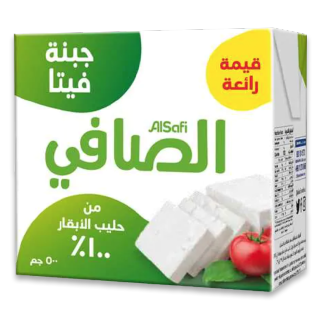 جبنة
فيتا
قيمة
رائعة
AlSafi
الصافي
من
حليب الأبقار
٪١٠٠
٥٠٠ جم